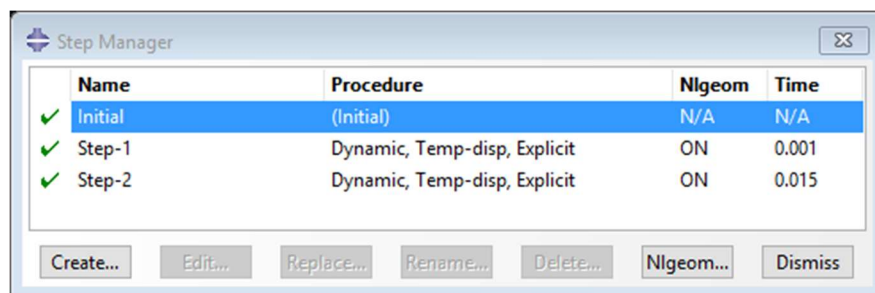 Step Manager
Name Procedure Nlgeom Time
Initial (Initial) N/A N/A
Step-1 Dynamic, Temp-disp, Explicit ON 0.001
Step-2 Dynamic, Temp-disp, Explicit ON 0.015
Create... Edit... Replace... Rename... Delete... Nlgeom... Dismiss